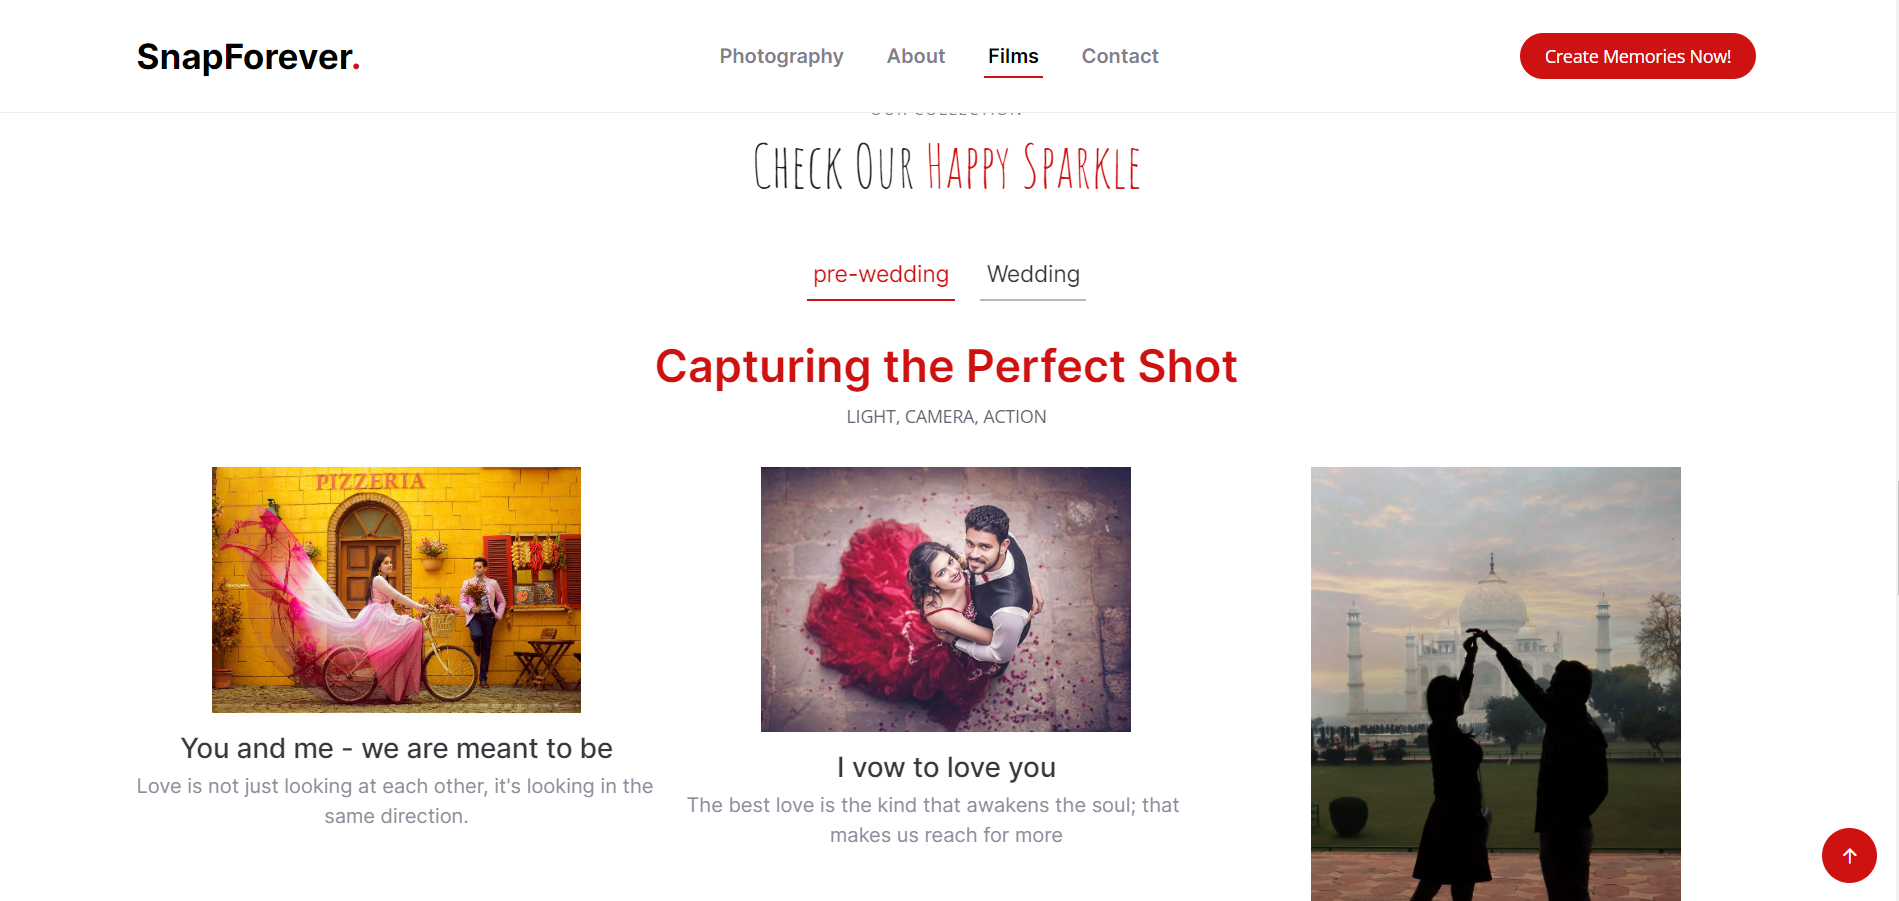 SnapForever.
Photography About Films Contact
Create Memories Now!
OUR COLLECTION
Check Our Happy Sparkle
pre-wedding Wedding
Capturing the Perfect Shot
LIGHT, CAMERA, ACTION
PIZZERIA
You and me - we are meant to be
Love is not just looking at each other, it's looking in the
same direction.
I vow to love you
The best love is the kind that awakens the soul; that
makes us reach for more